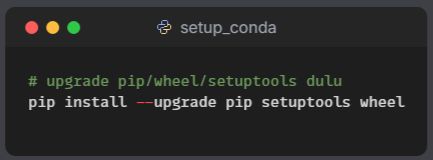 setup_conda
# upgrade pip/wheel/setuptools dulu
pip install --upgrade pip setuptools wheel